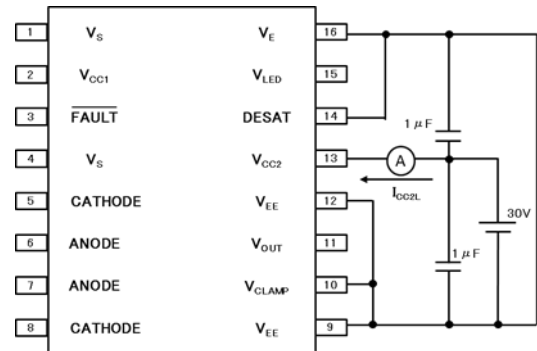 1 V_S V_E 16
2 V_CC1 V_LED 15
3 FAULT DESAT 14
1 μF
4 V_S V_CC2 13 A
I_CC2L
5 CATHODE V_EE 12
30V
6 ANODE V_OUT 11
1 μF
7 ANODE V_CLAMP 10
8 CATHODE V_EE 9